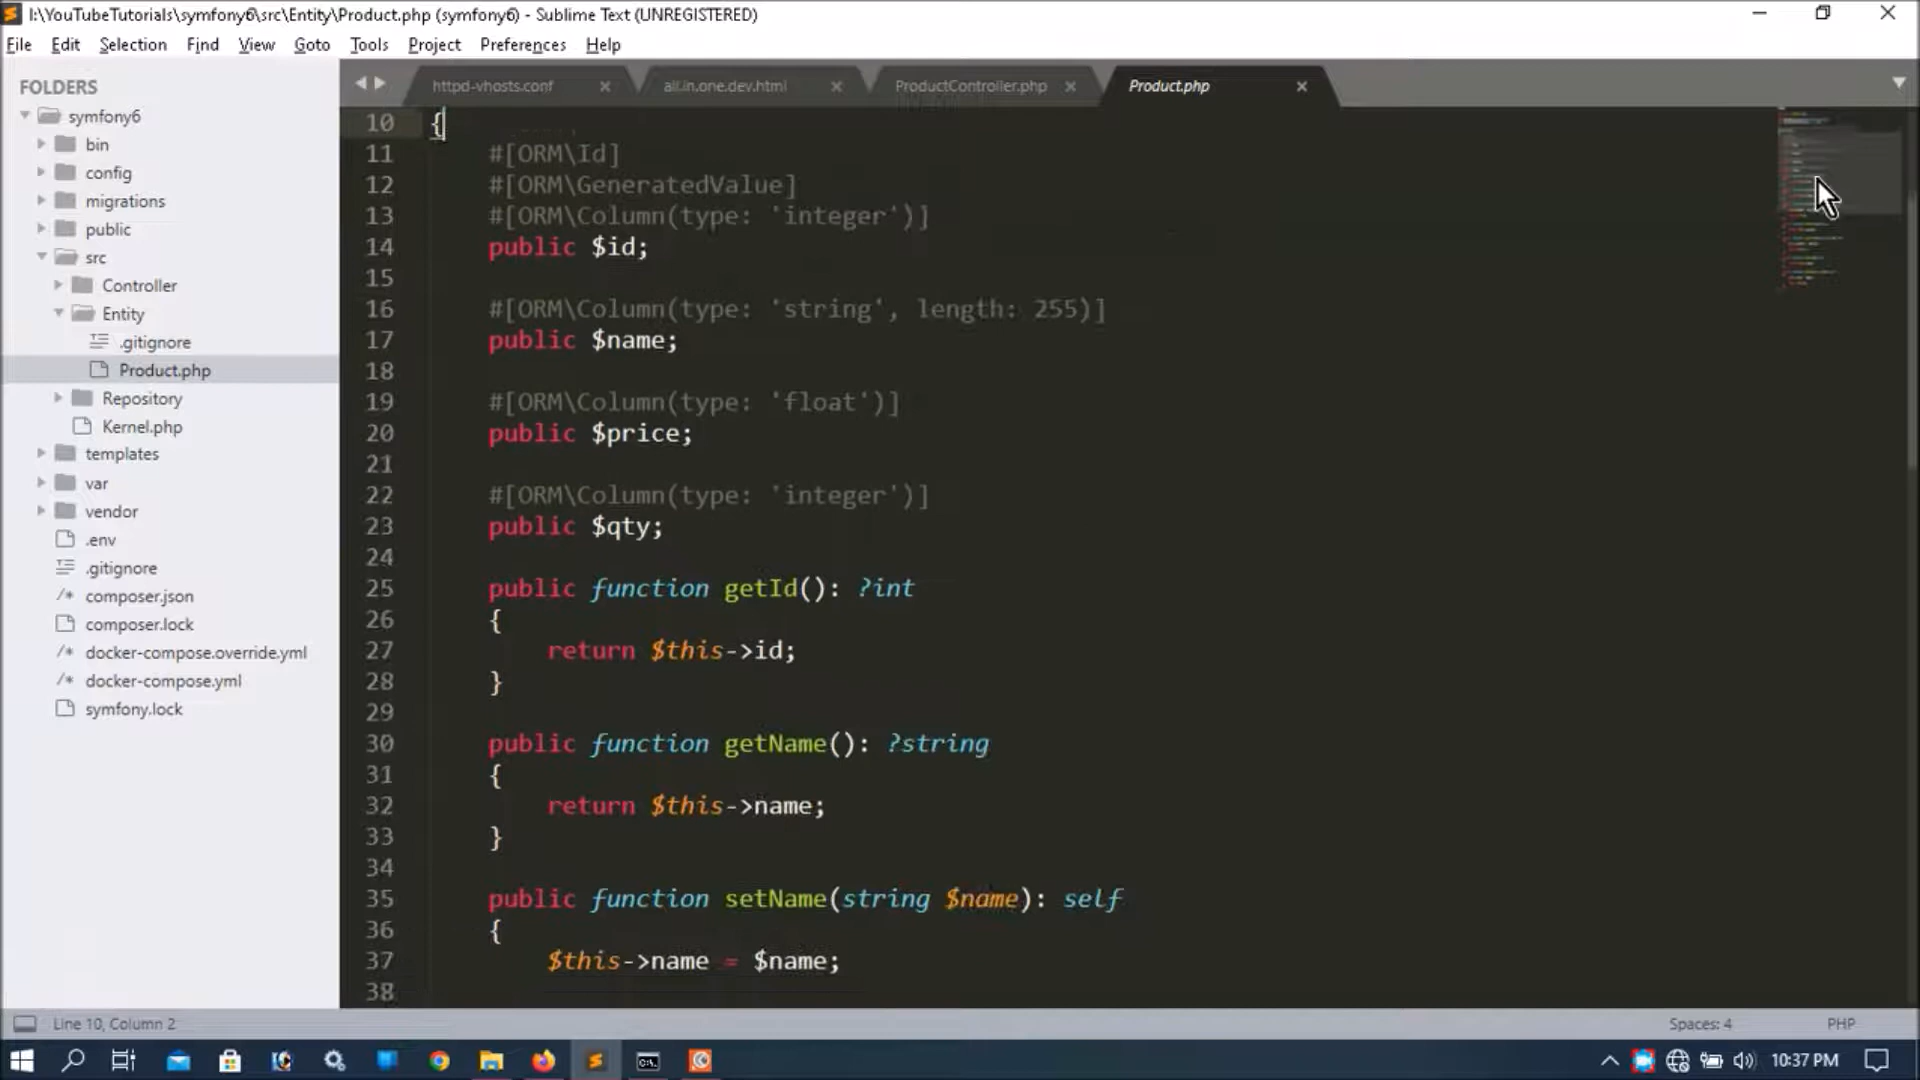 I:\YouTubeTutorials\symfony6\src\Entity\Product.php (symfony6) - Sublime Text (UNREGISTERED)
File Edit Selection Find View Goto Tools Project Preferences Help
FOLDERS
symfony6
bin
config
migrations
public
src
Controller
Entity
.gitignore
Product.php
Repository
Kernel.php
templates
var
vendor
.env
.gitignore
composer.json
composer.lock
docker-compose.override.yml
docker-compose.yml
symfony.lock
httpd-vhosts.conf all.in.one.dev.html ProductController.php Product.php
10 {
11 #[ORM\Id]
12 #[ORM\GeneratedValue]
13 #[ORM\Column(type: 'integer')]
14 public $id;
15
16 #[ORM\Column(type: 'string', length: 255)]
17 public $name;
18
19 #[ORM\Column(type: 'float')]
20 public $price;
21
22 #[ORM\Column(type: 'integer')]
23 public $qty;
24
25 public function getId(): ?int
26 {
27 return $this->id;
28 }
29
30 public function getName(): ?string
31 {
32 return $this->name;
33 }
34
35 public function setName(string $name): self
36 {
37 $this->name = $name;
38
Line 10, Column 2 Spaces: 4 PHP
10:37 PM